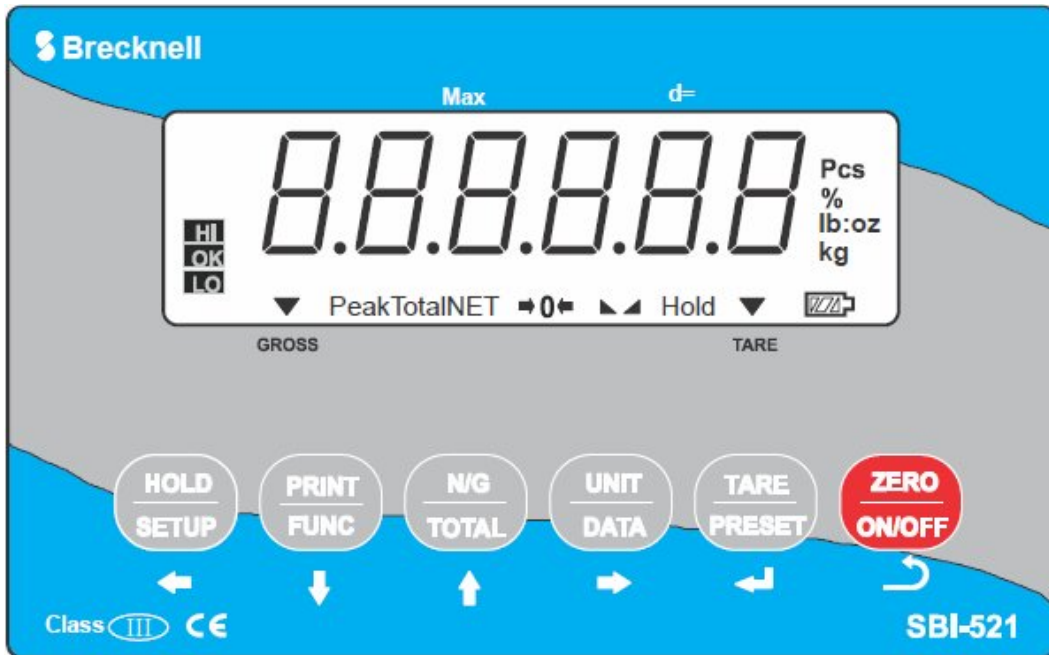 Brecknell
Max d=
8.8.8.8.8.8
Pcs
%
lb:oz
kg
HI
OK
LO
PeakTotalNET 0 Hold
GROSS TARE
HOLD PRINT N/G UNIT TARE ZERO
SETUP FUNC TOTAL DATA PRESET ON/OFF
Class III CE SBI-521